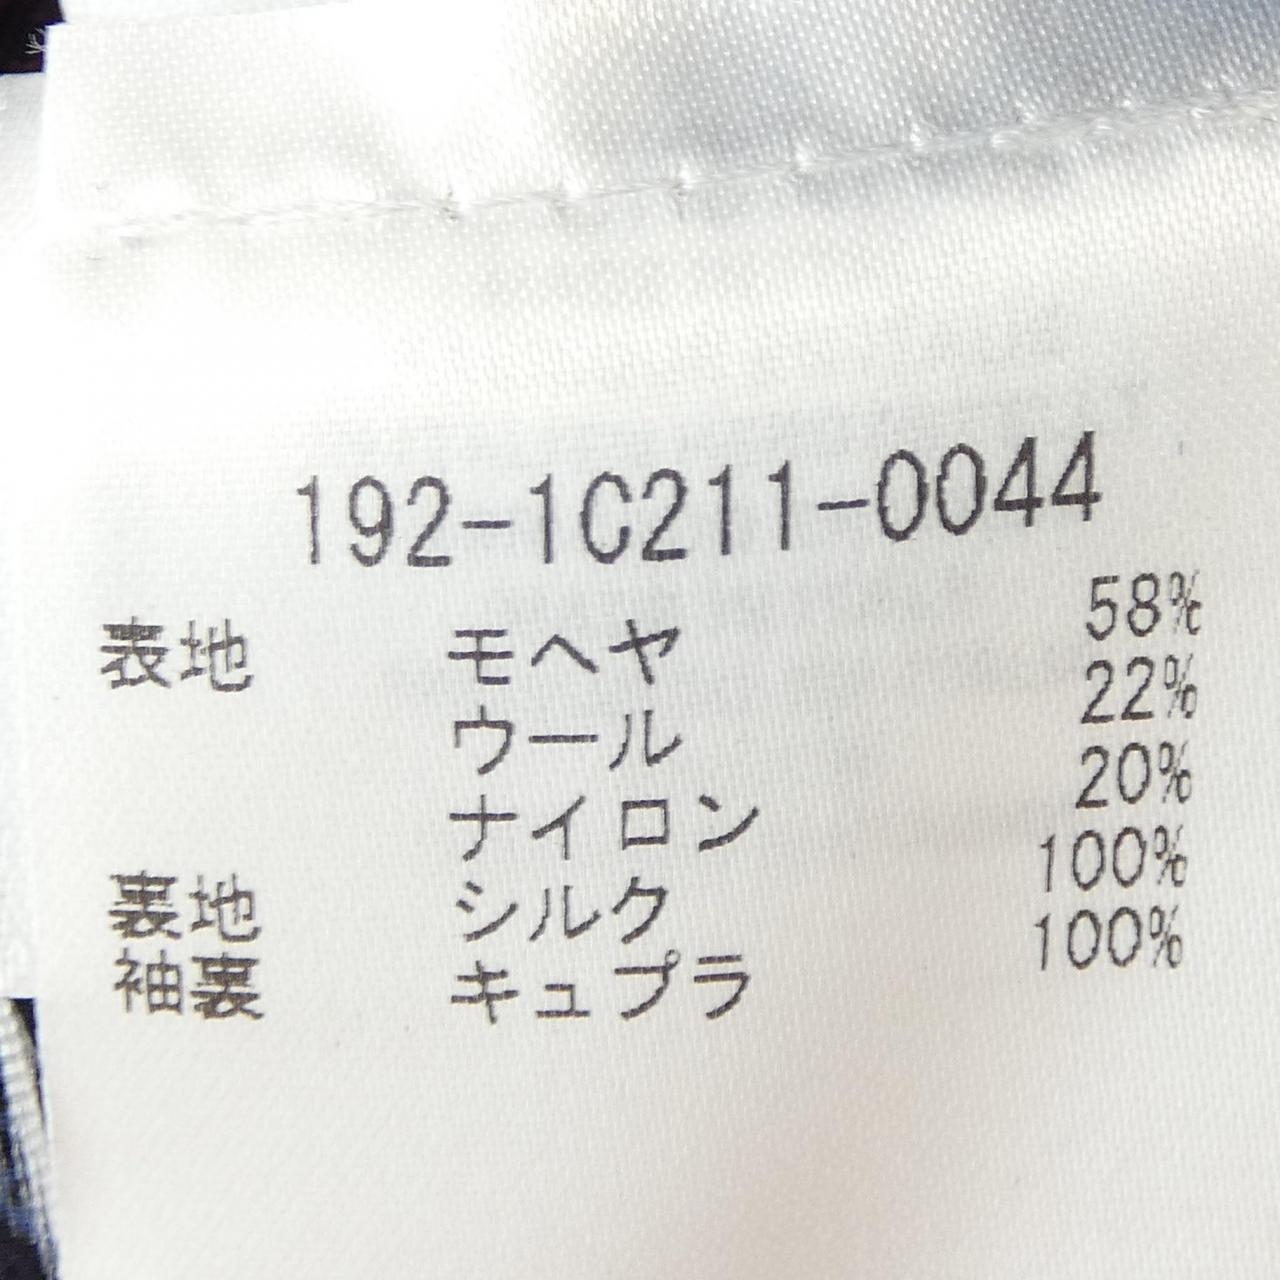 192-1C211-0044
表地 モヘヤ 58%
ウール 22%
ナイロン 20%
裏地 シルク 100%
袖裏 キュプラ 100%